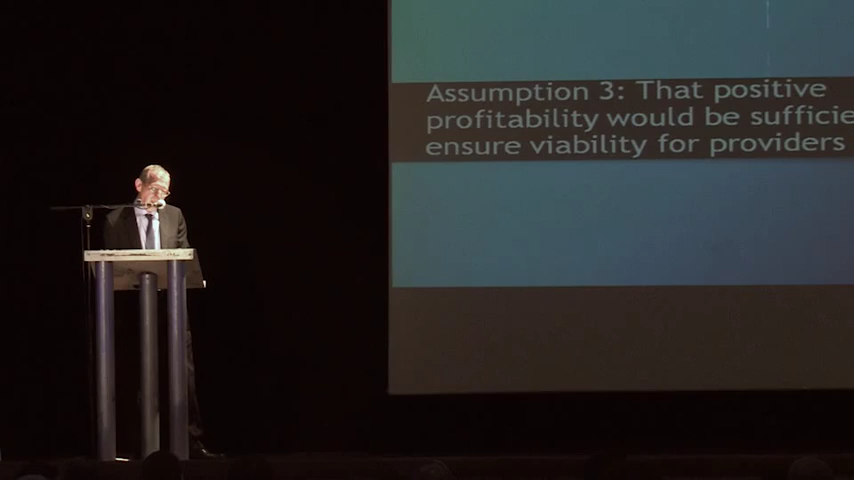 Assumption 3: That positive
profitability would be sufficie
ensure viability for providers